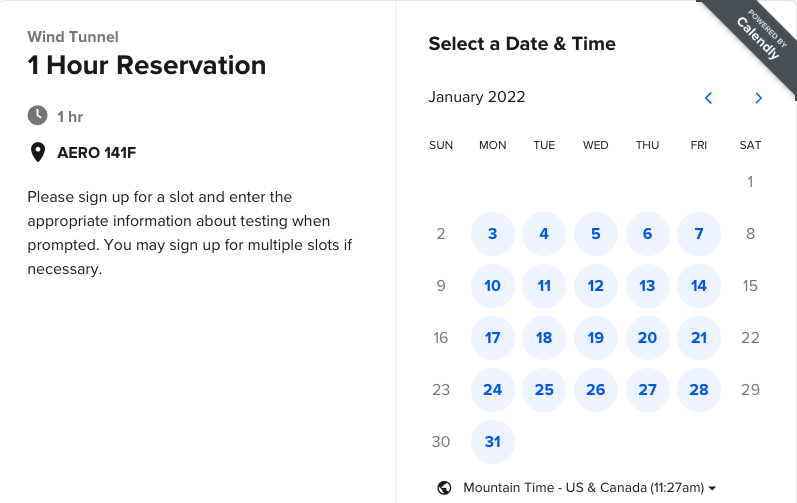 Wind Tunnel
1 Hour Reservation
1 hr
AERO 141F
Please sign up for a slot and enter the
appropriate information about testing when
prompted. You may sign up for multiple slots if
necessary.
Select a Date & Time
POWERED BY
Calendly
January 2022
SUN MON TUE WED THU FRI SAT
1
2 3 4 5 6 7 8
9 10 11 12 13 14 15
16 17 18 19 20 21 22
23 24 25 26 27 28 29
30 31
Mountain Time - US & Canada (11:27am)